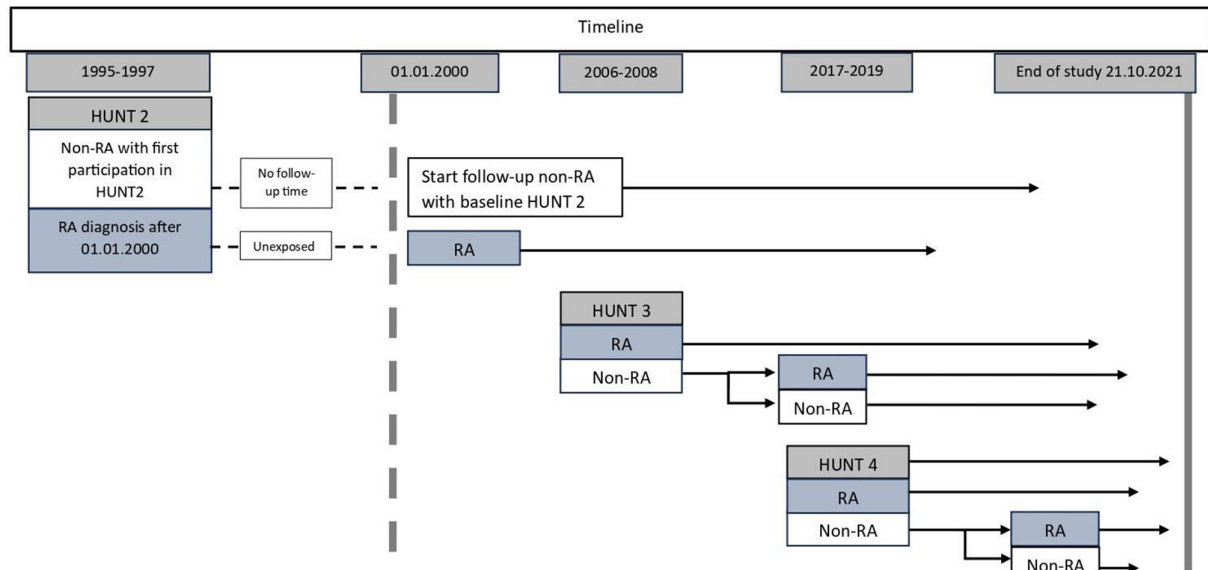 Timeline
1995-1997
01.01.2000
2006-2008
2017-2019
End of study 21.10.2021
HUNT 2
Non-RA with first
participation in
HUNT2
No follow-
up time
Start follow-up non-RA
with baseline HUNT 2
RA diagnosis after
01.01.2000
Unexposed
RA
HUNT 3
RA
Non-RA
RA
Non-RA
HUNT 4
RA
Non-RA
RA
Non-RA